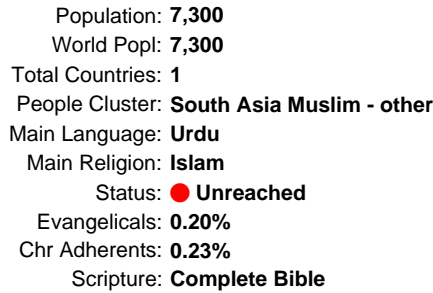 Population: 7,300
World Popl: 7,300
Total Countries: 1
People Cluster: South Asia Muslim - other
Main Language: Urdu
Main Religion: Islam
Status: Unreached
Evangelicals: 0.20%
Chr Adherents: 0.23%
Scripture: Complete Bible